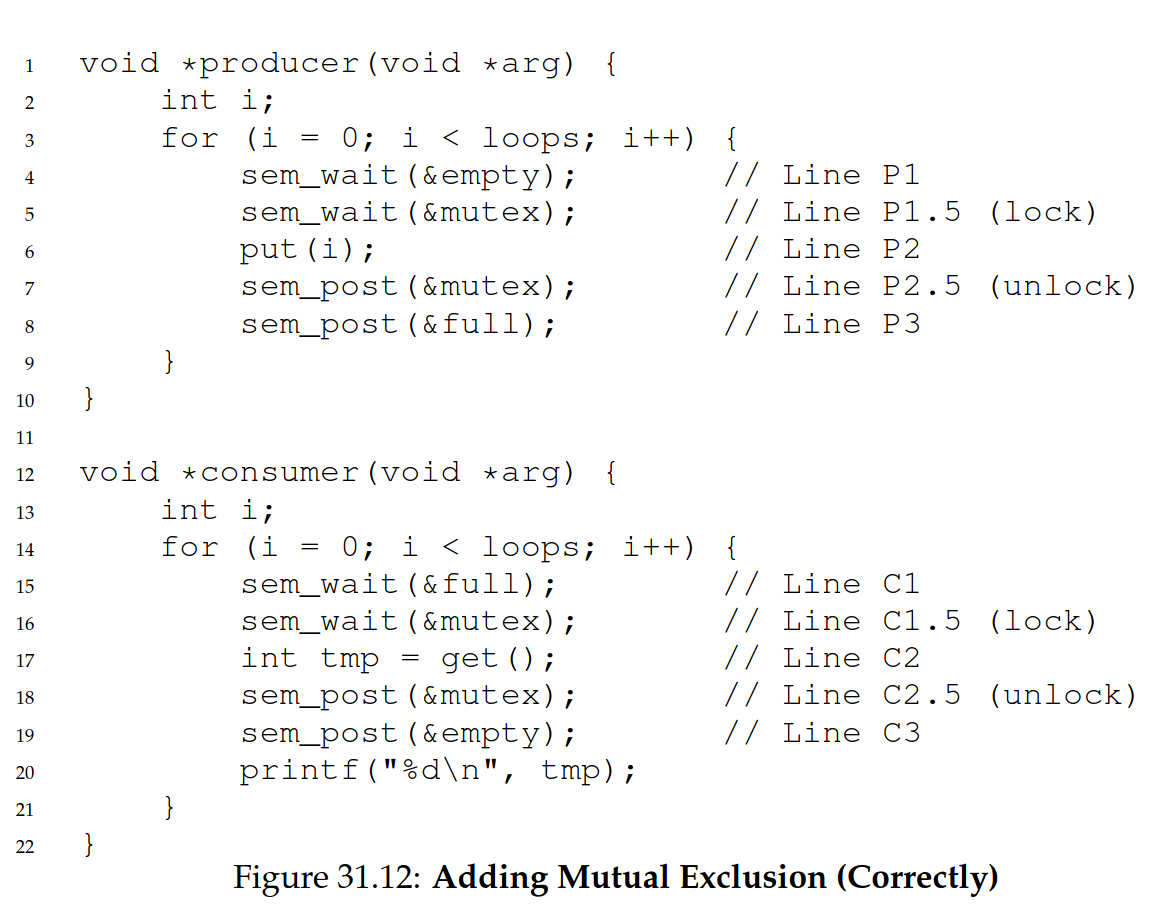 1 void *producer(void *arg) {
2     int i;
3     for (i = 0; i < loops; i++) {
4         sem_wait(&empty);       // Line P1
5         sem_wait(&mutex);       // Line P1.5 (lock)
6         put(i);                 // Line P2
7         sem_post(&mutex);       // Line P2.5 (unlock)
8         sem_post(&full);        // Line P3
9     }
10 }
11
12 void *consumer(void *arg) {
13     int i;
14     for (i = 0; i < loops; i++) {
15         sem_wait(&full);        // Line C1
16         sem_wait(&mutex);       // Line C1.5 (lock)
17         int tmp = get();        // Line C2
18         sem_post(&mutex);       // Line C2.5 (unlock)
19         sem_post(&empty);       // Line C3
20         printf("%d\n", tmp);
21     }
22 }
Figure 31.12: Adding Mutual Exclusion (Correctly)